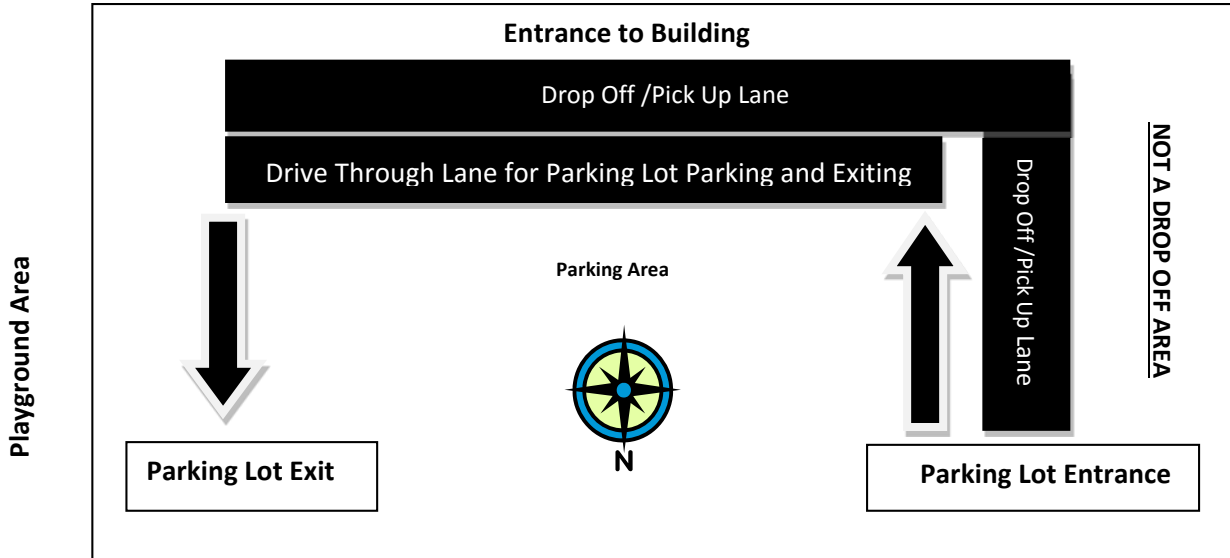 Entrance to Building
Drop Off /Pick Up Lane
Drive Through Lane for Parking Lot Parking and Exiting
Drop Off /Pick Up Lane
NOT A DROP OFF AREA
Parking Area
Playground Area
N
Parking Lot Exit
Parking Lot Entrance